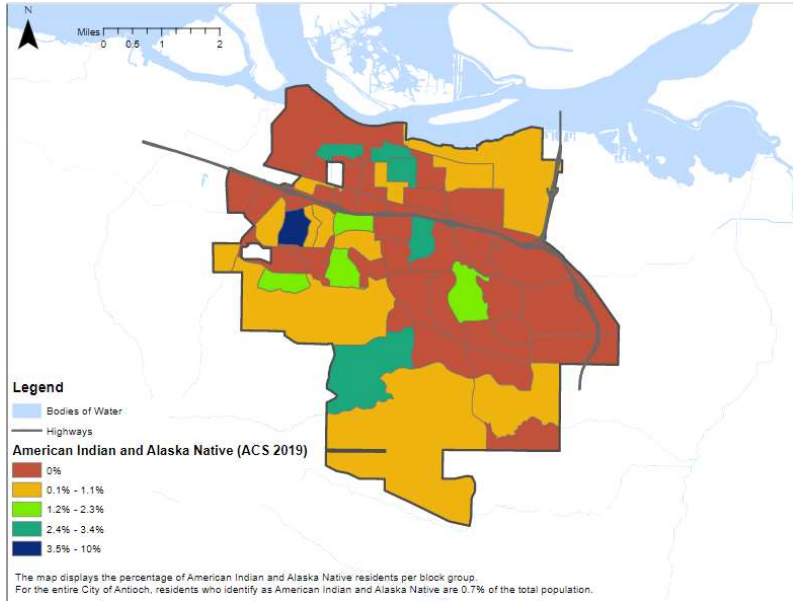 N
Miles
0 0.5 1 2
Legend
Bodies of Water
Highways
American Indian and Alaska Native (ACS 2019)
0%
0.1% - 1.1%
1.2% - 2.3%
2.4% - 3.4%
3.5% - 10%
The map displays the percentage of American Indian and Alaska Native residents per block group.
For the entire City of Antioch, residents who identify as American Indian and Alaska Native are 0.7% of the total population.